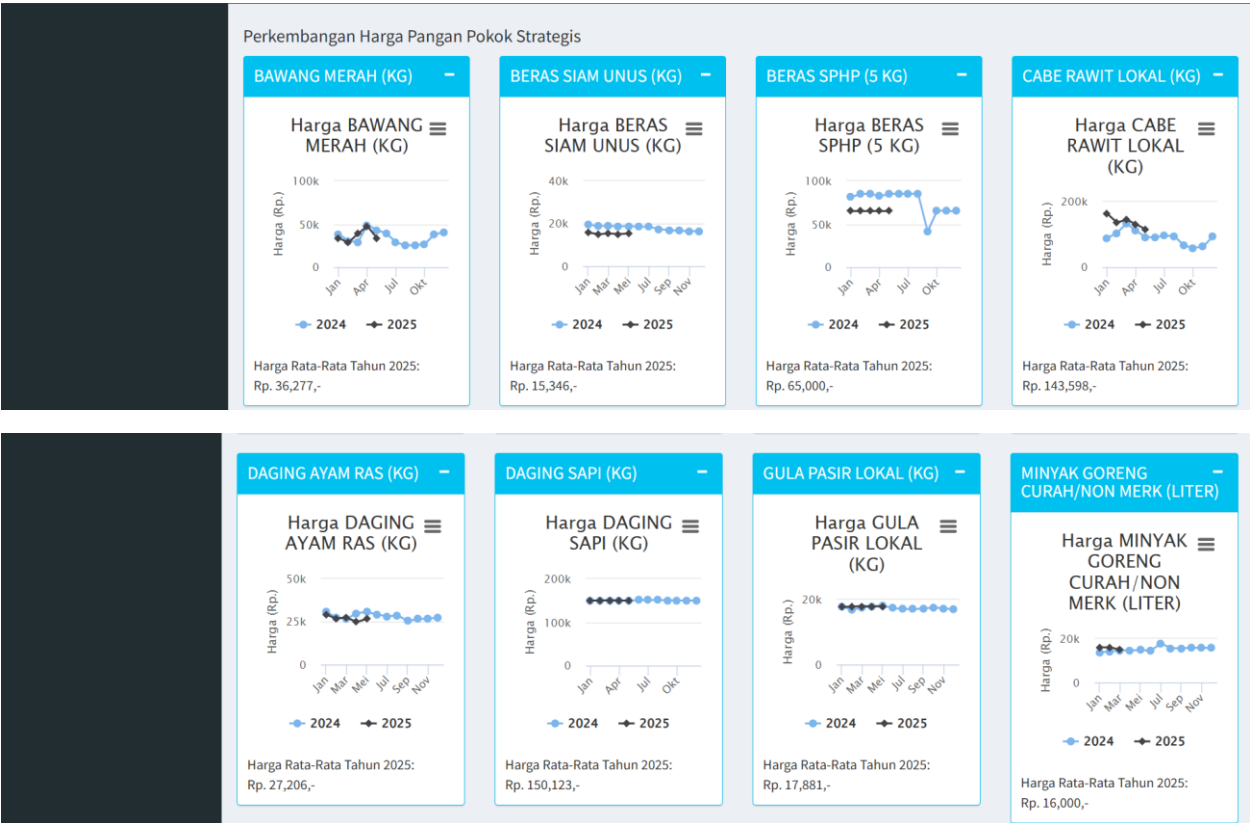 Perkembangan Harga Pangan Pokok Strategis
BAWANG MERAH (KG)
Harga BAWANG
MERAH (KG)
Harga (Rp.)
100k
50k
0
Jan
Apr
Jul
Okt
2024
2025
Harga Rata-Rata Tahun 2025:
Rp. 36,277,-
BERAS SIAM UNUS (KG)
Harga BERAS
SIAM UNUS (KG)
Harga (Rp.)
40k
20k
0
Jan
Mar
Mei
Jul
Sep
Nov
2024
2025
Harga Rata-Rata Tahun 2025:
Rp. 15,346,-
BERAS SPHP (5 KG)
Harga BERAS
SPHP (5 KG)
Harga (Rp.)
100k
50k
0
Jan
Apr
Jul
Okt
2024
2025
Harga Rata-Rata Tahun 2025:
Rp. 65,000,-
CABE RAWIT LOKAL (KG)
Harga CABE
RAWIT LOKAL
(KG)
Harga (Rp.)
200k
0
Jan
Apr
Jul
Okt
2024
2025
Harga Rata-Rata Tahun 2025:
Rp. 143,598,-
DAGING AYAM RAS (KG)
Harga DAGING
AYAM RAS (KG)
Harga (Rp.)
50k
25k
0
Jan
Mar
Mei
Jul
Sep
Nov
2024
2025
Harga Rata-Rata Tahun 2025:
Rp. 27,206,-
DAGING SAPI (KG)
Harga DAGING
SAPI (KG)
Harga (Rp.)
200k
100k
0
Jan
Apr
Jul
Okt
2024
2025
Harga Rata-Rata Tahun 2025:
Rp. 150,123,-
GULA PASIR LOKAL (KG)
Harga GULA
PASIR LOKAL
(KG)
Harga (Rp.)
20k
0
Jan
Mar
Mei
Jul
Sep
Nov
2024
2025
Harga Rata-Rata Tahun 2025:
Rp. 17,881,-
MINYAK GORENG
CURAH/NON MERK (LITER)
Harga MINYAK
GORENG
CURAH/NON
MERK (LITER)
Harga (Rp.)
20k
0
Jan
Mar
Mei
Jul
Sep
Nov
2024
2025
Harga Rata-Rata Tahun 2025:
Rp. 16,000,-